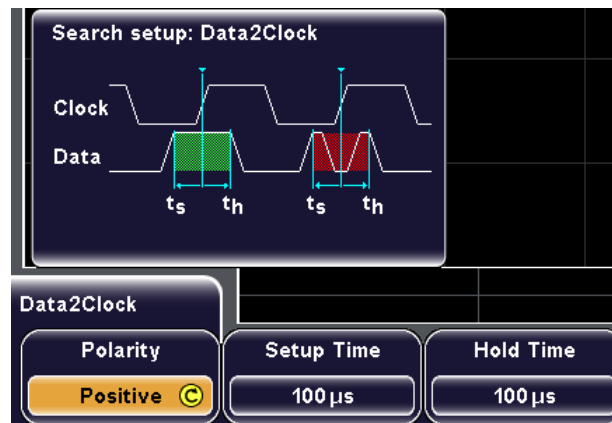 Search setup: Data2Clock
Clock
Data
ts th ts th
Data2Clock
Polarity Setup Time Hold Time
Positive 100 µs 100 µs